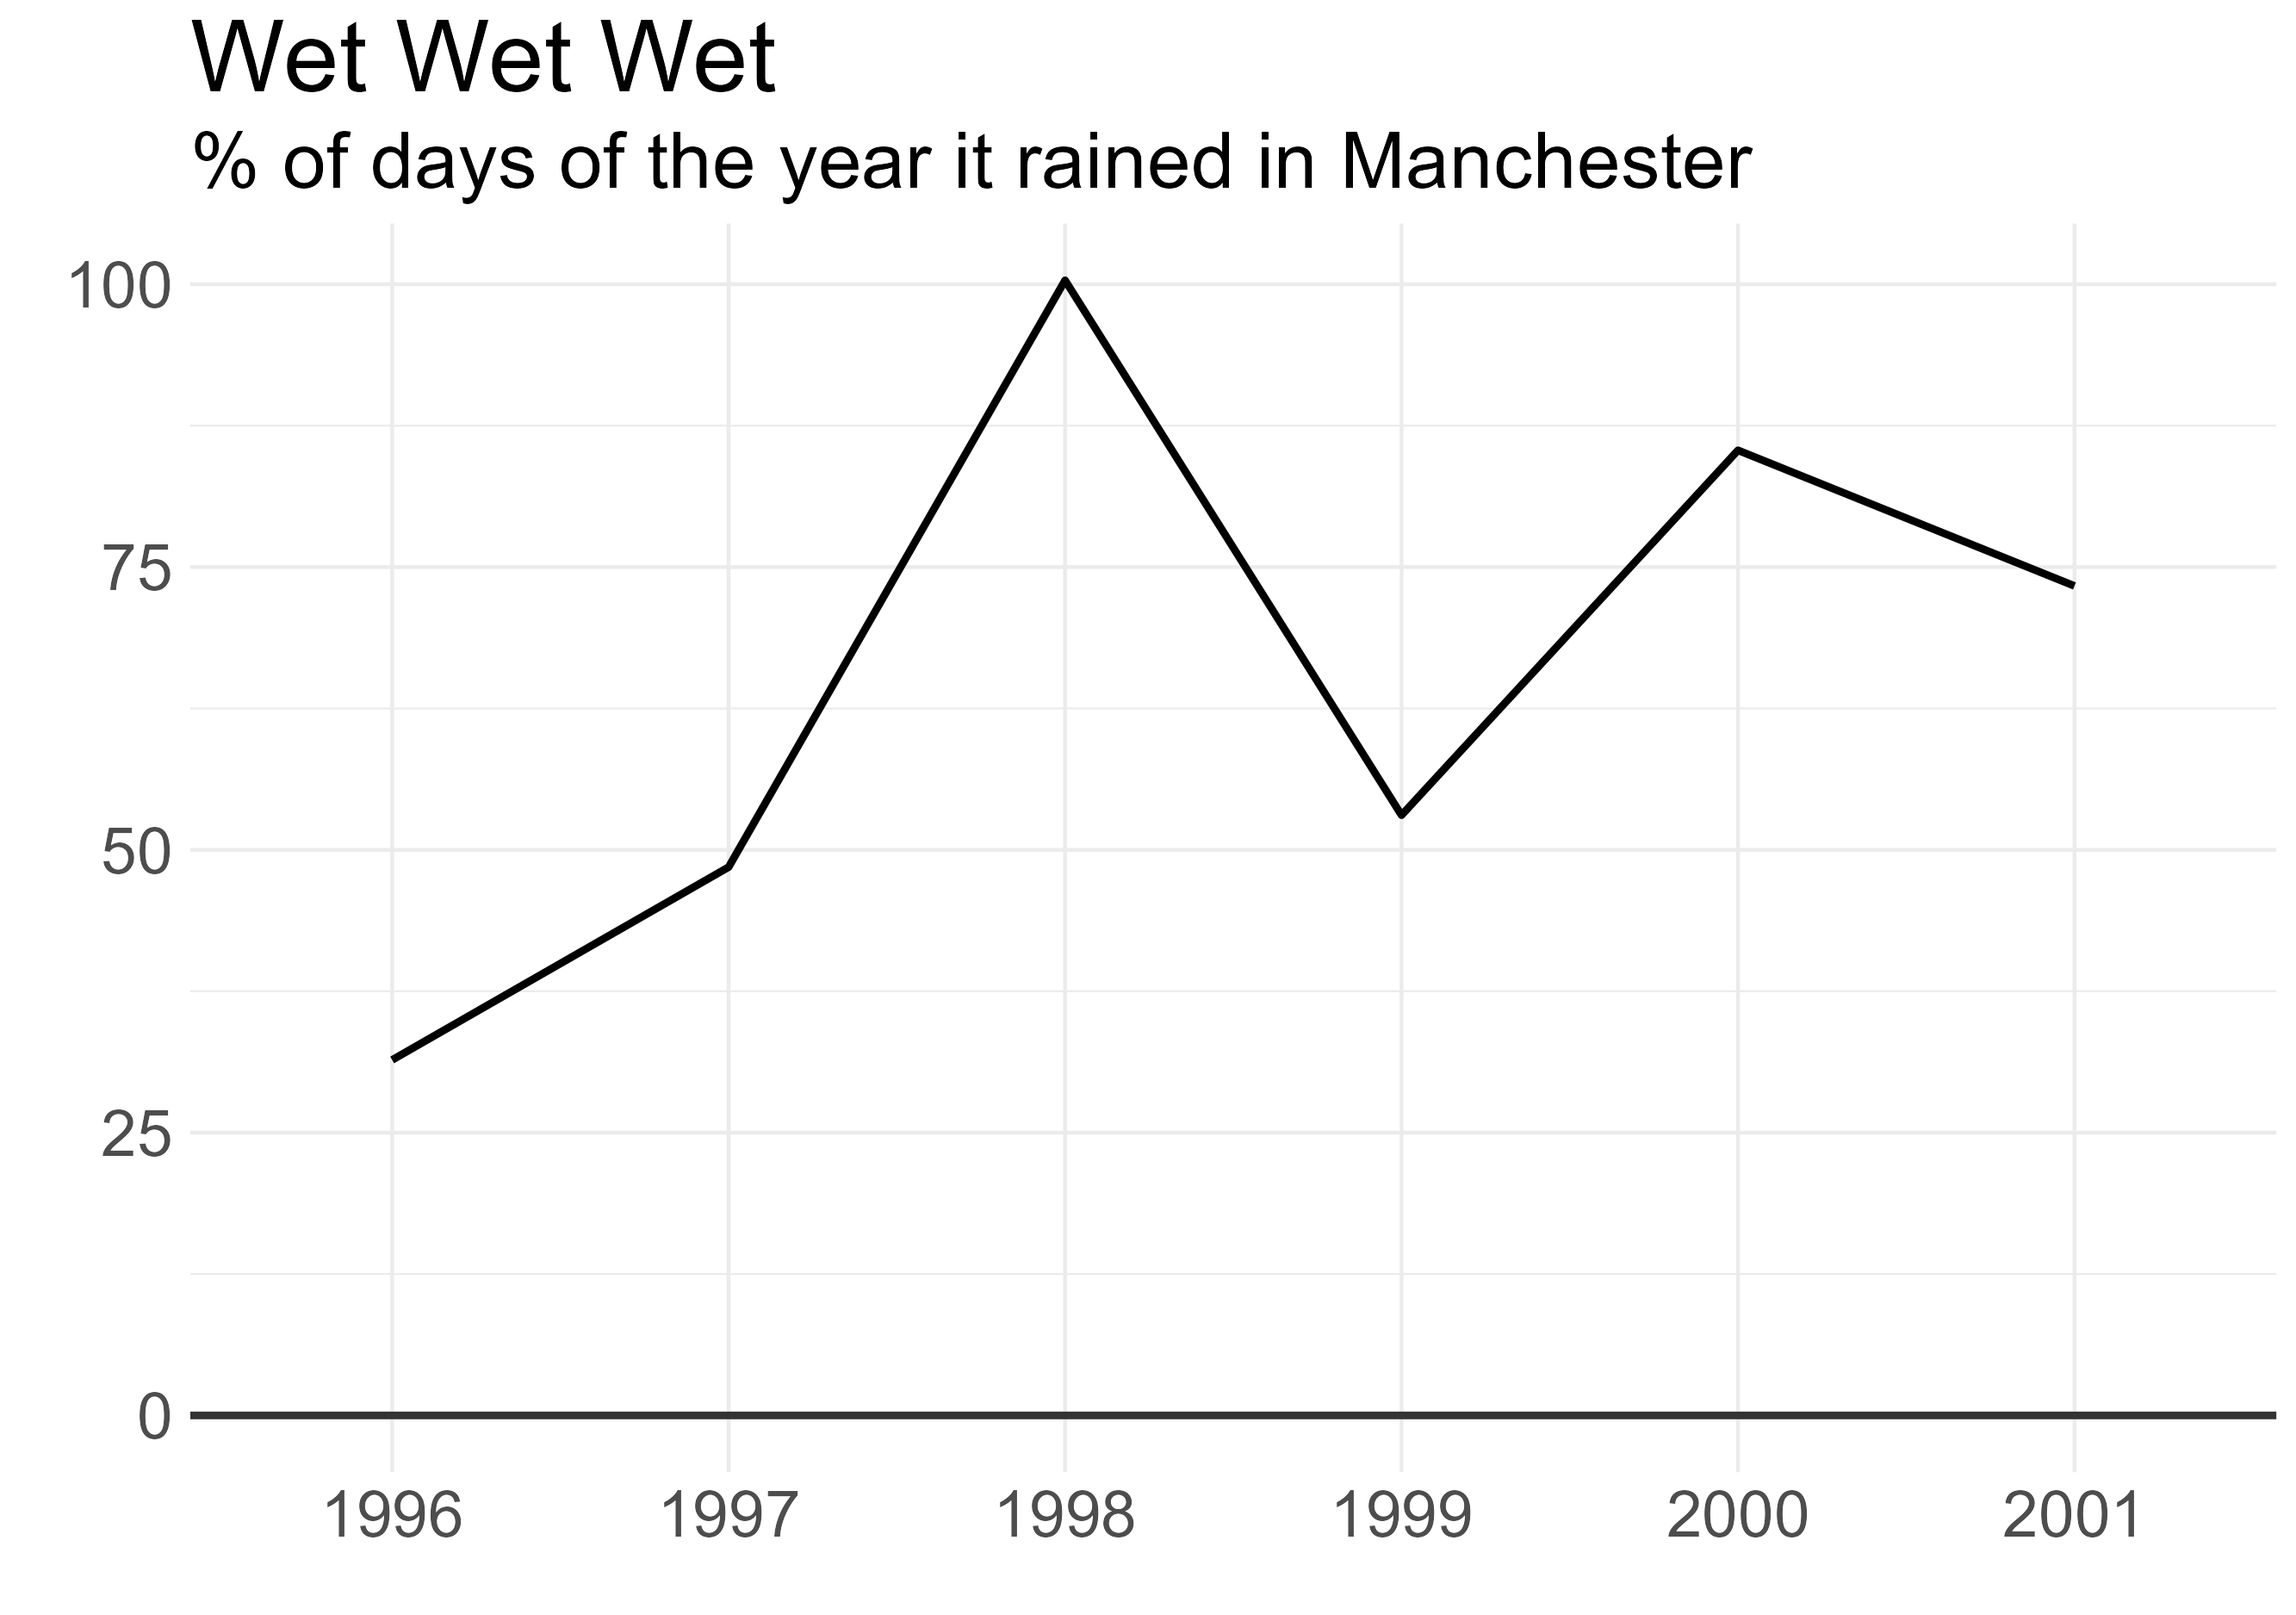 Wet Wet Wet
% of days of the year it rained in Manchester
100
75
50
25
0
1996 1997 1998 1999 2000 2001